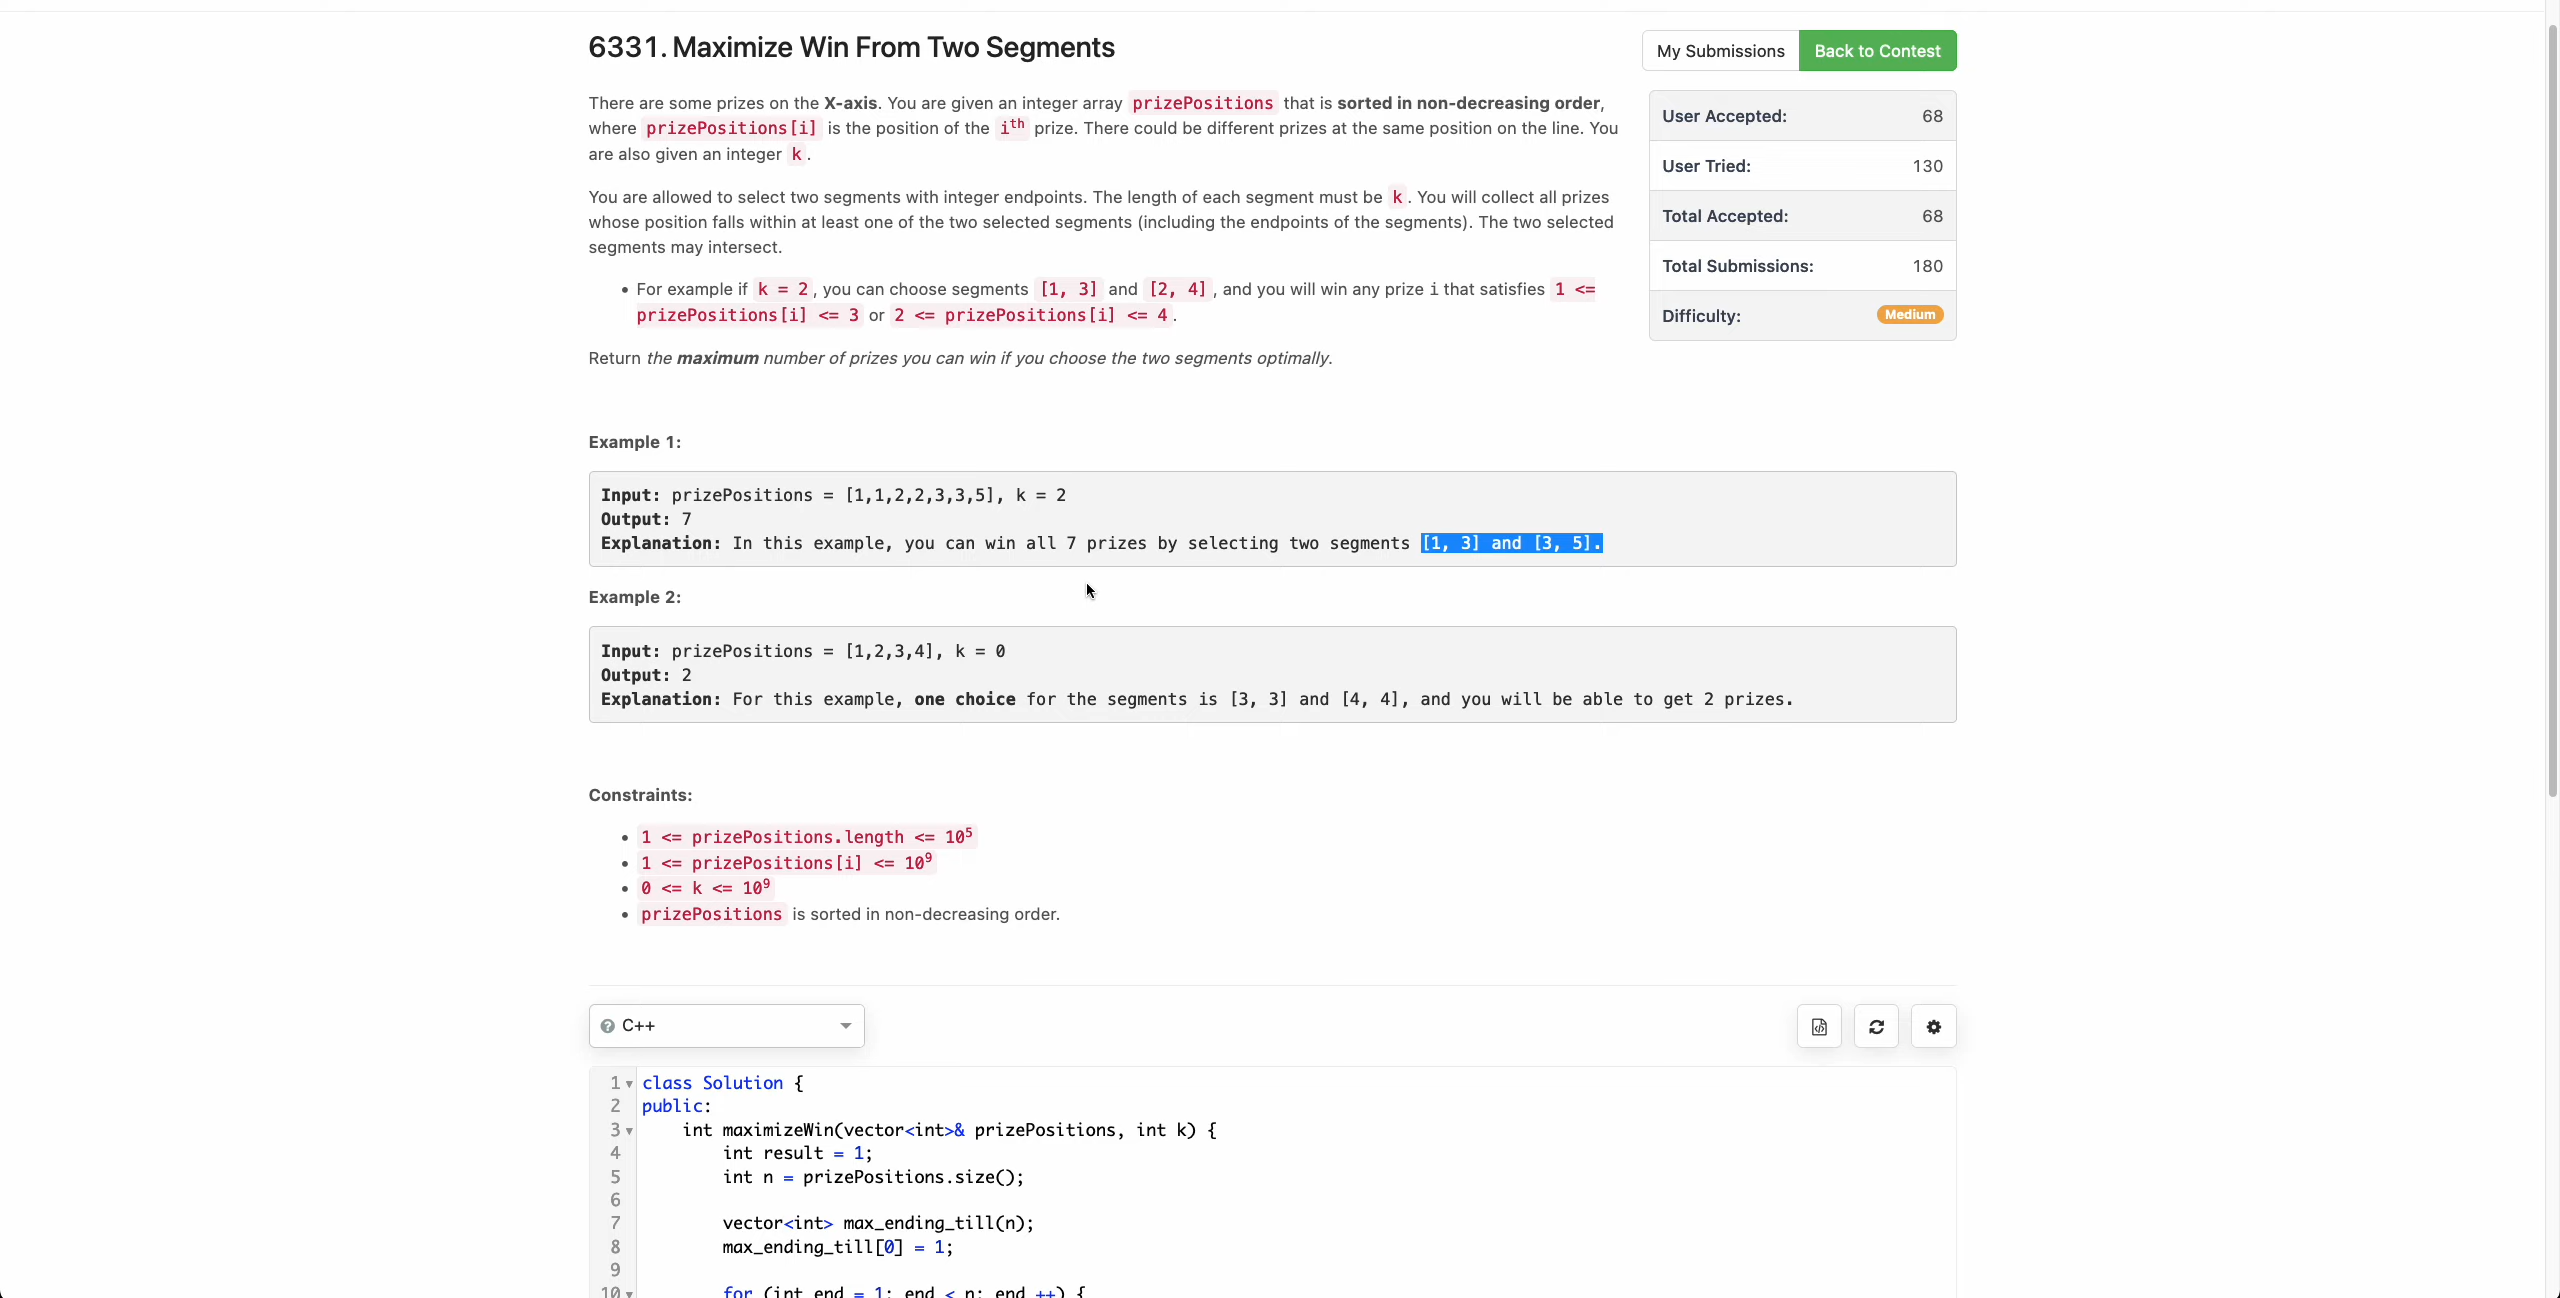 6331. Maximize Win From Two Segments
My Submissions
Back to Contest
There are some prizes on the X-axis. You are given an integer array prizePositions that is sorted in non-decreasing order,
where prizePositions[i] is the position of the ith prize. There could be different prizes at the same position on the line. You
are also given an integer k.
You are allowed to select two segments with integer endpoints. The length of each segment must be k. You will collect all prizes
whose position falls within at least one of the two selected segments (including the endpoints of the segments). The two selected
segments may intersect.
• For example if k = 2, you can choose segments [1, 3] and [2, 4], and you will win any prize i that satisfies 1 <=
prizePositions[i] <= 3 or 2 <= prizePositions[i] <= 4.
Return the maximum number of prizes you can win if you choose the two segments optimally.
User Accepted: 68
User Tried: 130
Total Accepted: 68
Total Submissions: 180
Difficulty: Medium
Example 1:
Input: prizePositions = [1,1,2,2,3,3,5], k = 2
Output: 7
Explanation: In this example, you can win all 7 prizes by selecting two segments [1, 3] and [3, 5].
Example 2:
Input: prizePositions = [1,2,3,4], k = 0
Output: 2
Explanation: For this example, one choice for the segments is [3, 3] and [4, 4], and you will be able to get 2 prizes.
Constraints:
• 1 <= prizePositions.length <= 10^5
• 1 <= prizePositions[i] <= 10^9
• 0 <= k <= 10^9
• prizePositions is sorted in non-decreasing order.
C++
1 class Solution {
2 public:
3 int maximizeWin(vector<int>& prizePositions, int k) {
4 int result = 1;
5 int n = prizePositions.size();
6
7 vector<int> max_ending_till(n);
8 max_ending_till[0] = 1;
9
10 for (int end = 1; end < n; end ++) {